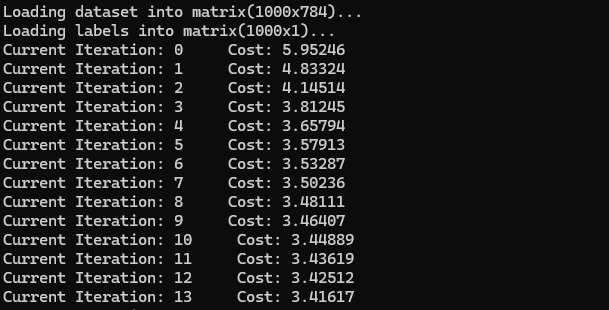 Loading dataset into matrix(1000x784)...
Loading labels into matrix(1000x1)...
Current Iteration: 0     Cost: 5.95246
Current Iteration: 1     Cost: 4.83324
Current Iteration: 2     Cost: 4.14514
Current Iteration: 3     Cost: 3.81245
Current Iteration: 4     Cost: 3.65794
Current Iteration: 5     Cost: 3.57913
Current Iteration: 6     Cost: 3.53287
Current Iteration: 7     Cost: 3.50236
Current Iteration: 8     Cost: 3.48111
Current Iteration: 9     Cost: 3.46407
Current Iteration: 10     Cost: 3.44889
Current Iteration: 11     Cost: 3.43619
Current Iteration: 12     Cost: 3.42512
Current Iteration: 13     Cost: 3.41617